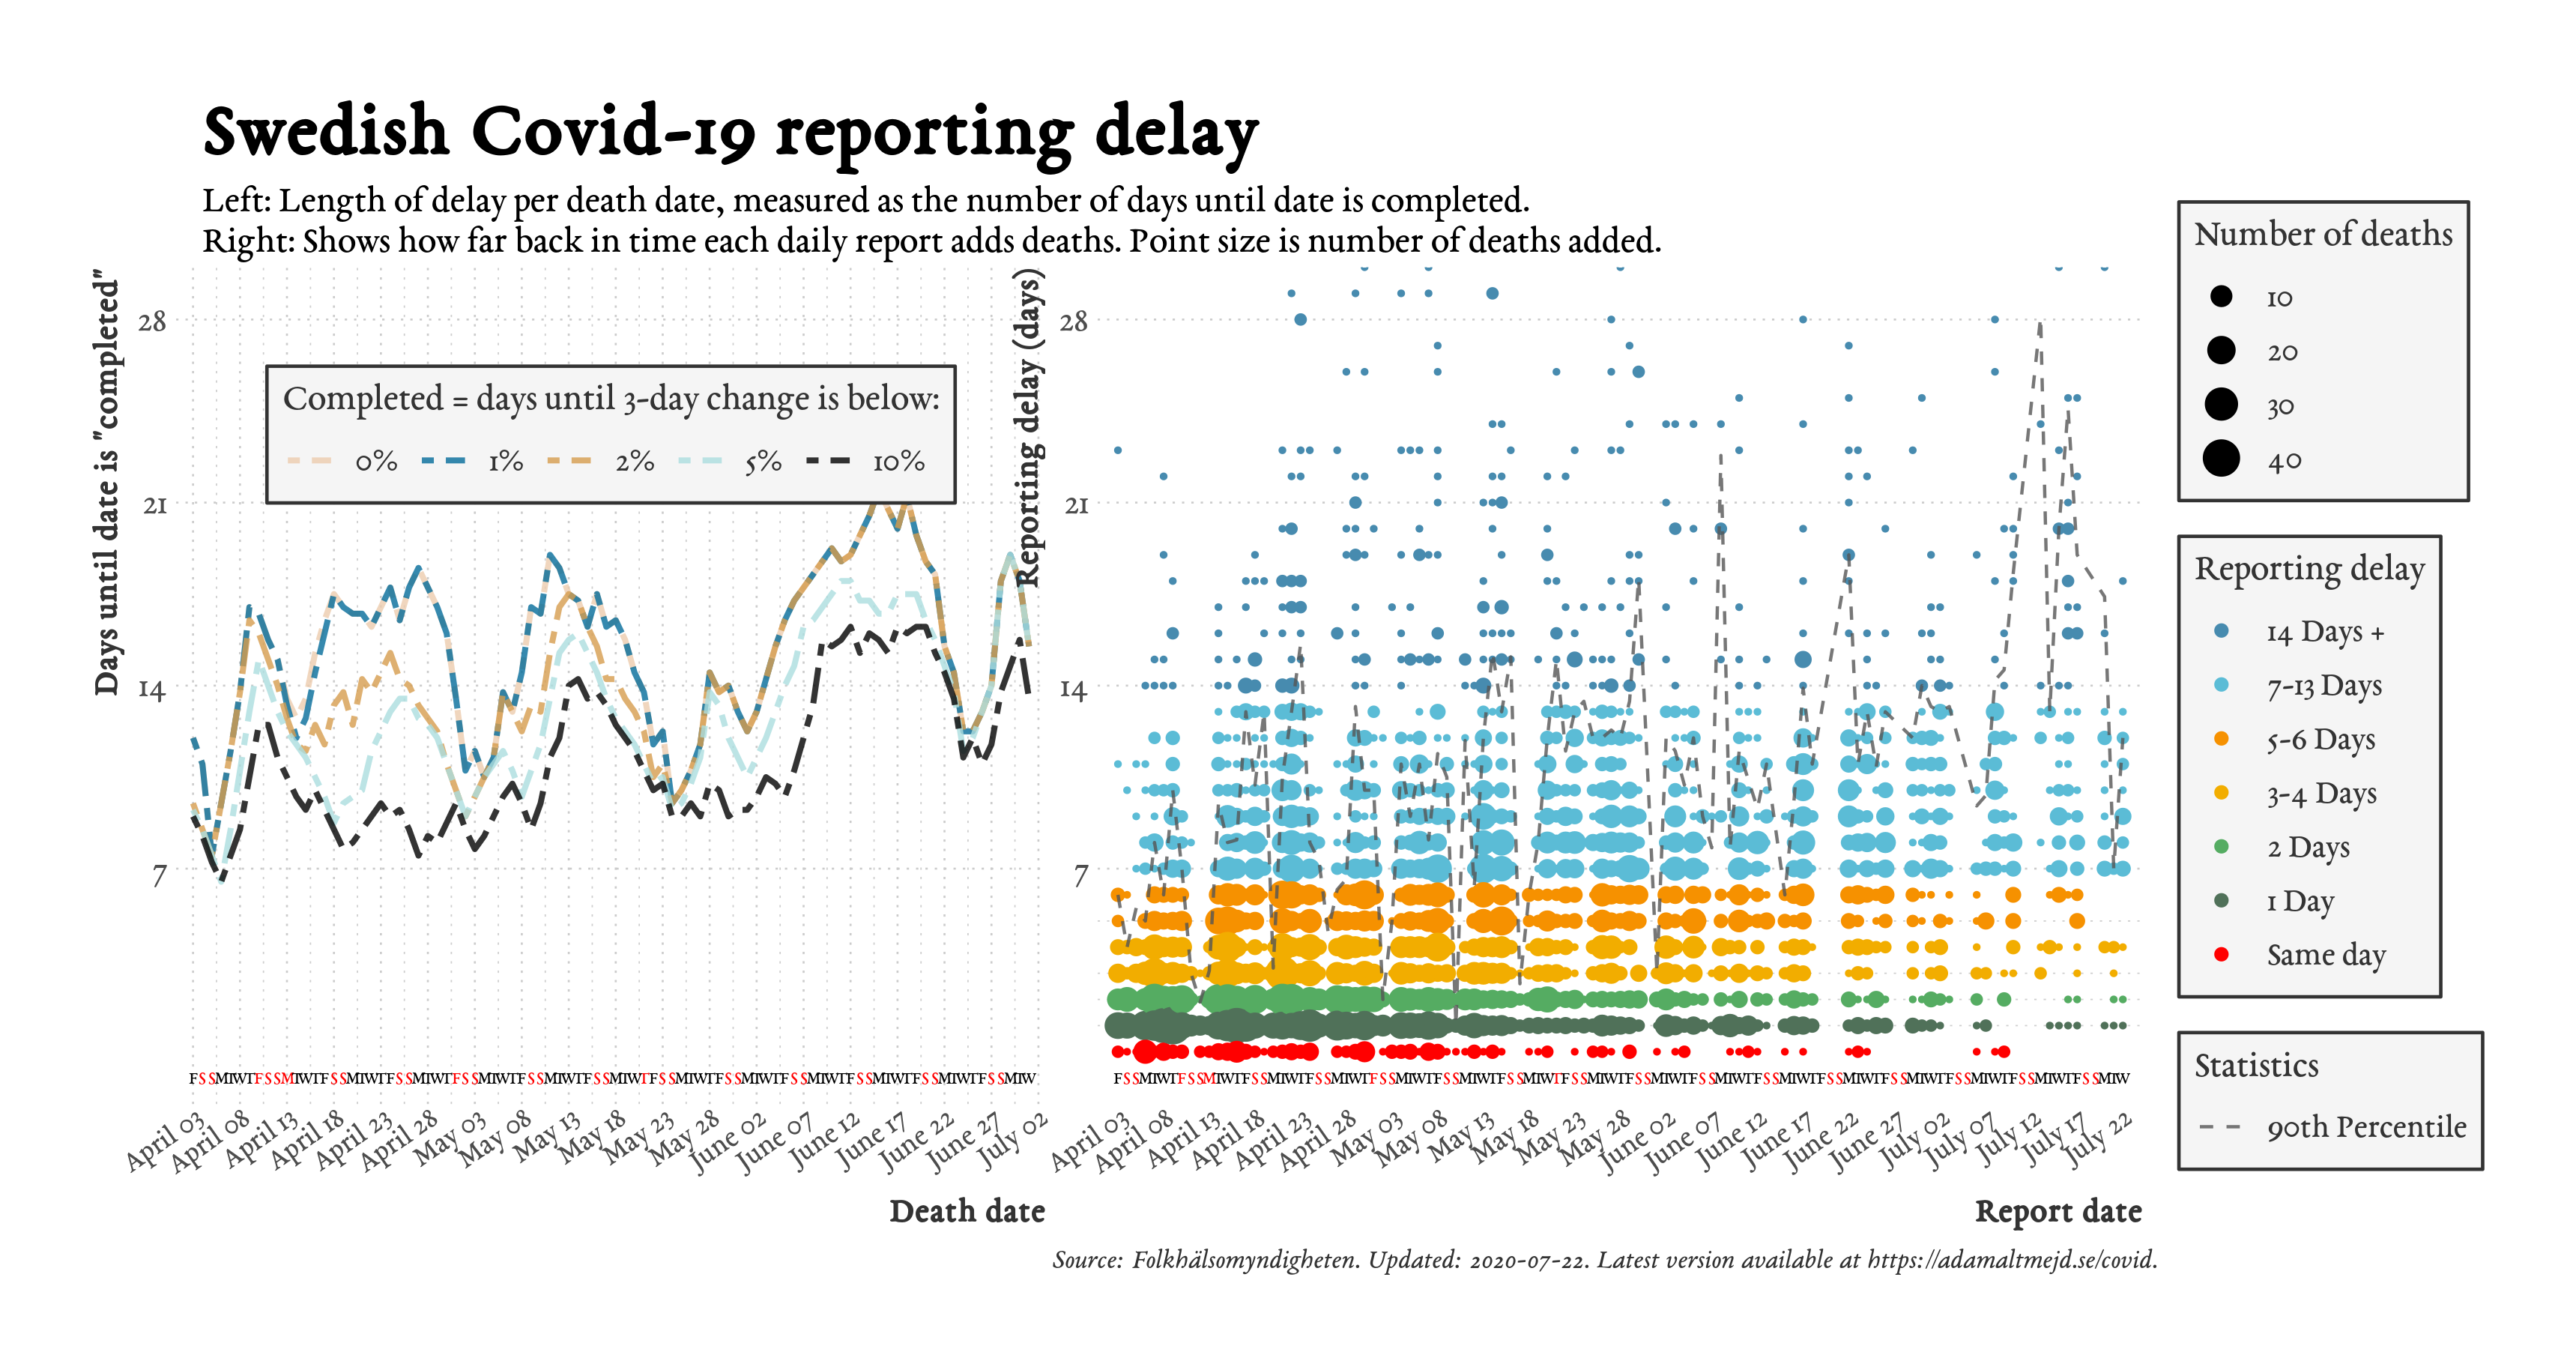 Swedish Covid-19 reporting delay
Left: Length of delay per death date, measured as the number of days until date is completed.
Right: Shows how far back in time each daily report adds deaths. Point size is number of deaths added.
Days until date is "completed"
28
21
14
7
Completed = days until 3-day change is below:
0% 1% 2% 5% 10%
April 03
April 08
April 13
April 18
April 23
April 28
May 03
May 08
May 13
May 18
May 23
May 28
June 02
June 07
June 12
June 17
June 22
June 27
July 02
Death date
Reporting delay (days)
28
21
14
7
April 03
April 08
April 13
April 18
April 23
April 28
May 03
May 08
May 13
May 18
May 23
May 28
June 02
June 07
June 12
June 17
June 22
June 27
July 02
July 07
July 12
July 17
July 22
Report date
Number of deaths
10
20
30
40
Reporting delay
14 Days +
7-13 Days
5-6 Days
3-4 Days
2 Days
1 Day
Same day
Statistics
90th Percentile
Source: Folkhälsomyndigheten. Updated: 2020-07-22. Latest version available at https://adamaltmejd.se/covid.